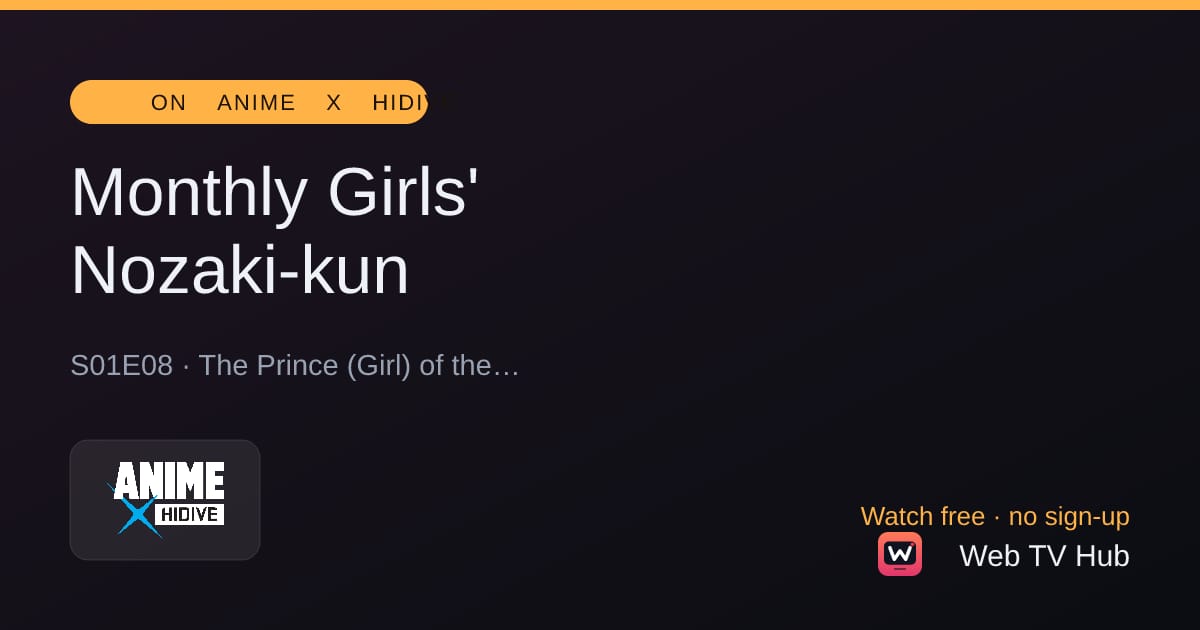 ON ANIME X HIDIVE
Monthly Girls'
Nozaki-kun
S01E08 · The Prince (Girl) of the…
ANIME
X HIDIVE
Watch free · no sign-up
W Web TV Hub